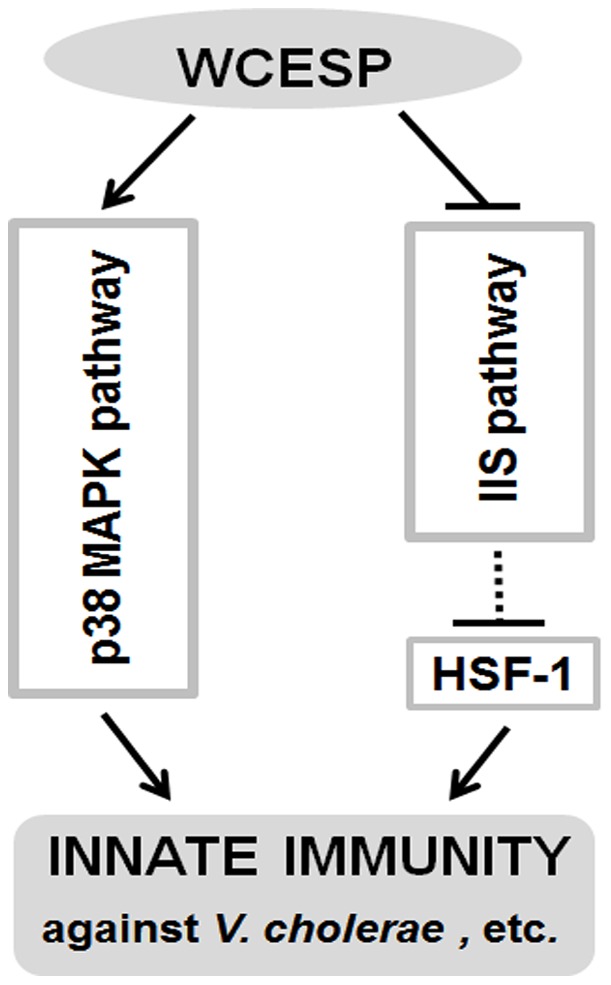 WCESP
p38 MAPK pathway
IIS pathway
HSF-1
INNATE IMMUNITY
against V. cholerae , etc.